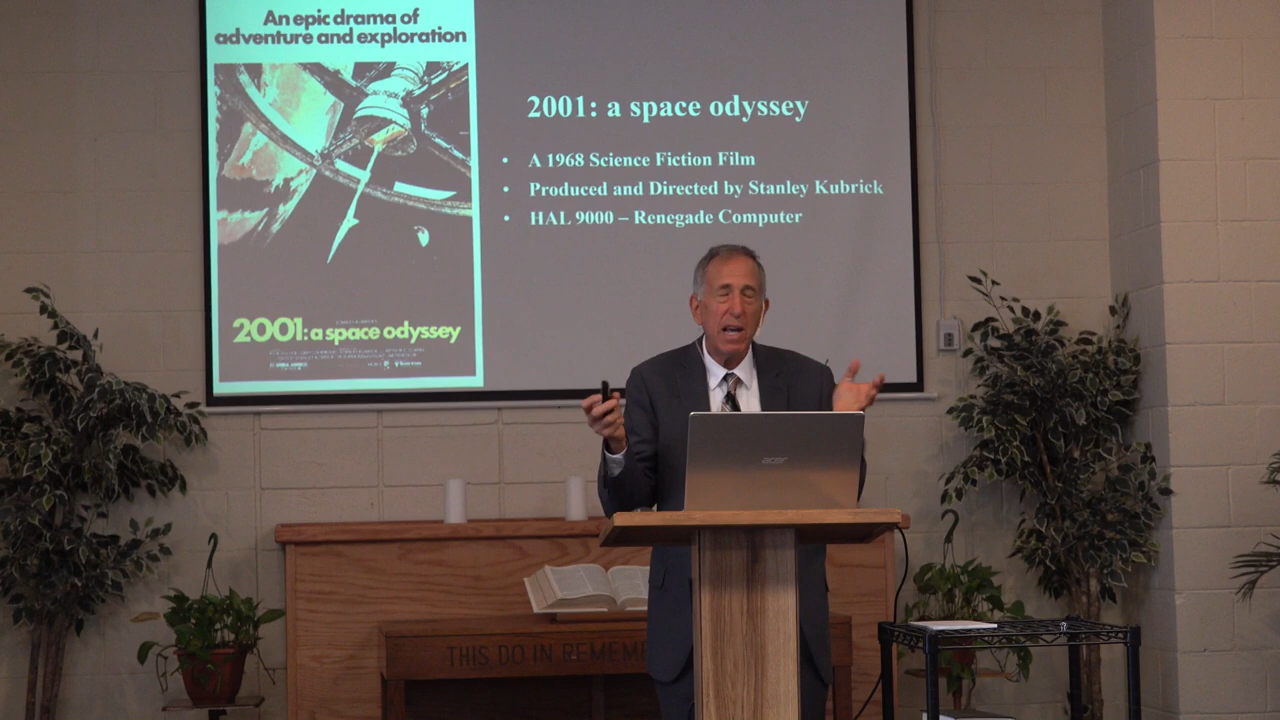 An epic drama of
adventure and exploration
2001: a space odyssey
2001: a space odyssey
• A 1968 Science Fiction Film
• Produced and Directed by Stanley Kubrick
• HAL 9000 – Renegade Computer
acer
THIS DO IN REMEM